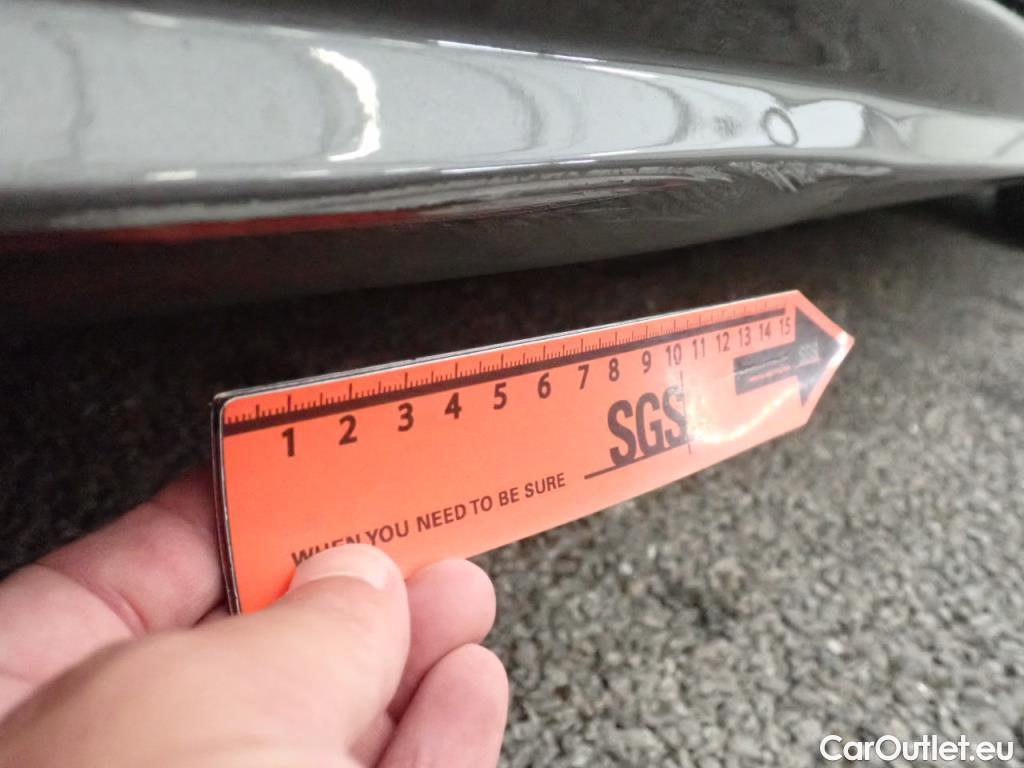 1 2 3 4 5 6 7 8 9 10 11 12 13 14 15
SGS
WHEN YOU NEED TO BE SURE
CarOutlet.eu